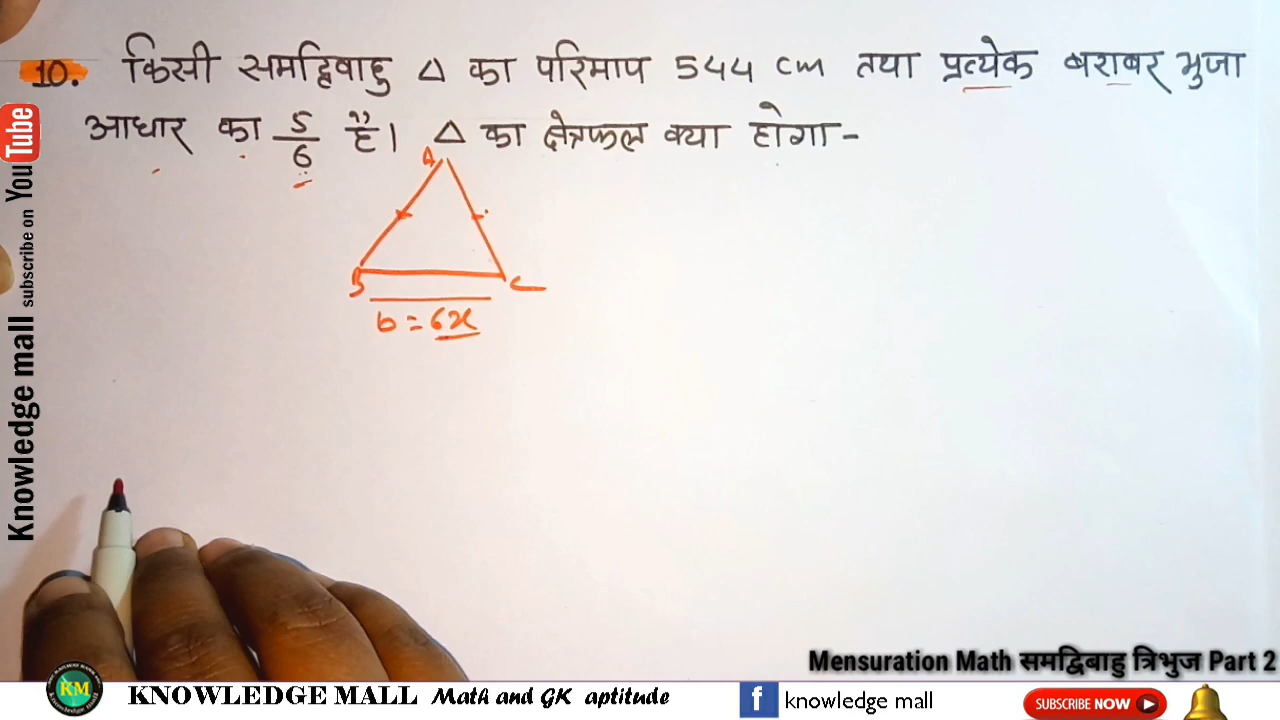 10. किसी समद्विबाहु Δ का परिमाप 544 cm तथा प्रत्येक बराबर भुजा
आधार का 5/6 है। Δ का क्षेत्रफल क्या होगा -
A
B
C
b = 6x
Knowledge mall subscribe on YouTube
Mensuration Math समद्विबाहु त्रिभुज Part 2
KM
KNOWLEDGE MALL Math and GK aptitude
f knowledge mall
SUBSCRIBE NOW